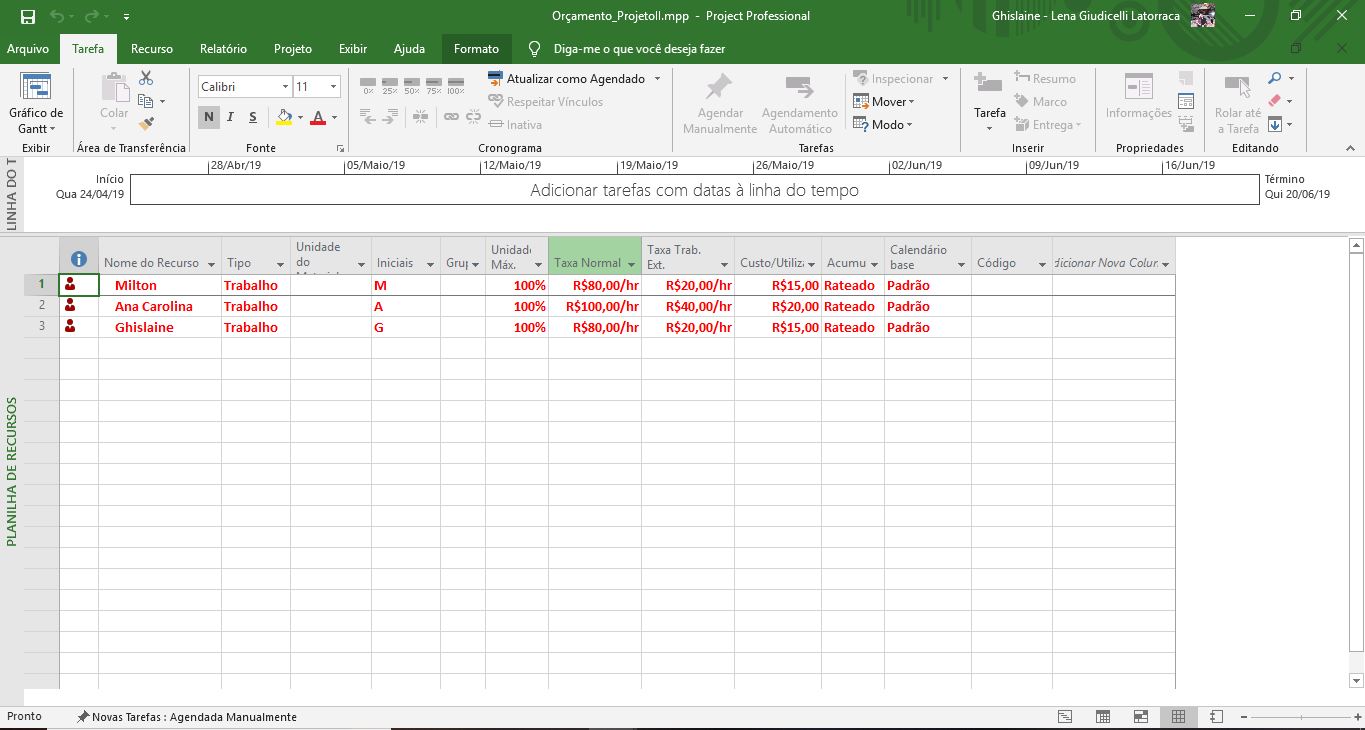 Orçamento_ProjetoII.mpp - Project Professional
Ghislaine - Lena Giudicelli Latorraca
Arquivo Tarefa Recurso Relatório Projeto Exibir Ajuda Formato Diga-me o que você deseja fazer
Gráfico de Gantt
Exibir
Colar
Área de Transferência
Calibri 11
N I S A
Fonte
0% 25% 50% 75% 100%
Atualizar como Agendado
Respeitar Vínculos
Inativa
Cronograma
Agendar Manualmente
Agendamento Automático
Inspecionar
Mover
Modo
Tarefas
Tarefa
Resumo
Marco
Entrega
Inserir
Informações
Propriedades
Rolar até a Tarefa
Editando
LINHA DO T
28/Abr/19 05/Maio/19 12/Maio/19 19/Maio/19 26/Maio/19 02/Jun/19 09/Jun/19 16/Jun/19
Início
Qua 24/04/19
Adicionar tarefas com datas à linha do tempo
Término
Qui 20/06/19
Nome do Recurso Tipo Unidade do Iniciais Unidade Máx. Taxa Normal Taxa Trab. Ext. Custo/Utiliza Acumu Calendário base Código dicionar Nova Colun
1 Milton Trabalho M 100% R$80,00/hr R$20,00/hr R$15,00 Rateado Padrão
2 Ana Carolina Trabalho A 100% R$100,00/hr R$40,00/hr R$20,00 Rateado Padrão
3 Ghislaine Trabalho G 100% R$80,00/hr R$20,00/hr R$15,00 Rateado Padrão
PLANILHA DE RECURSOS
Pronto Novas Tarefas : Agendada Manualmente